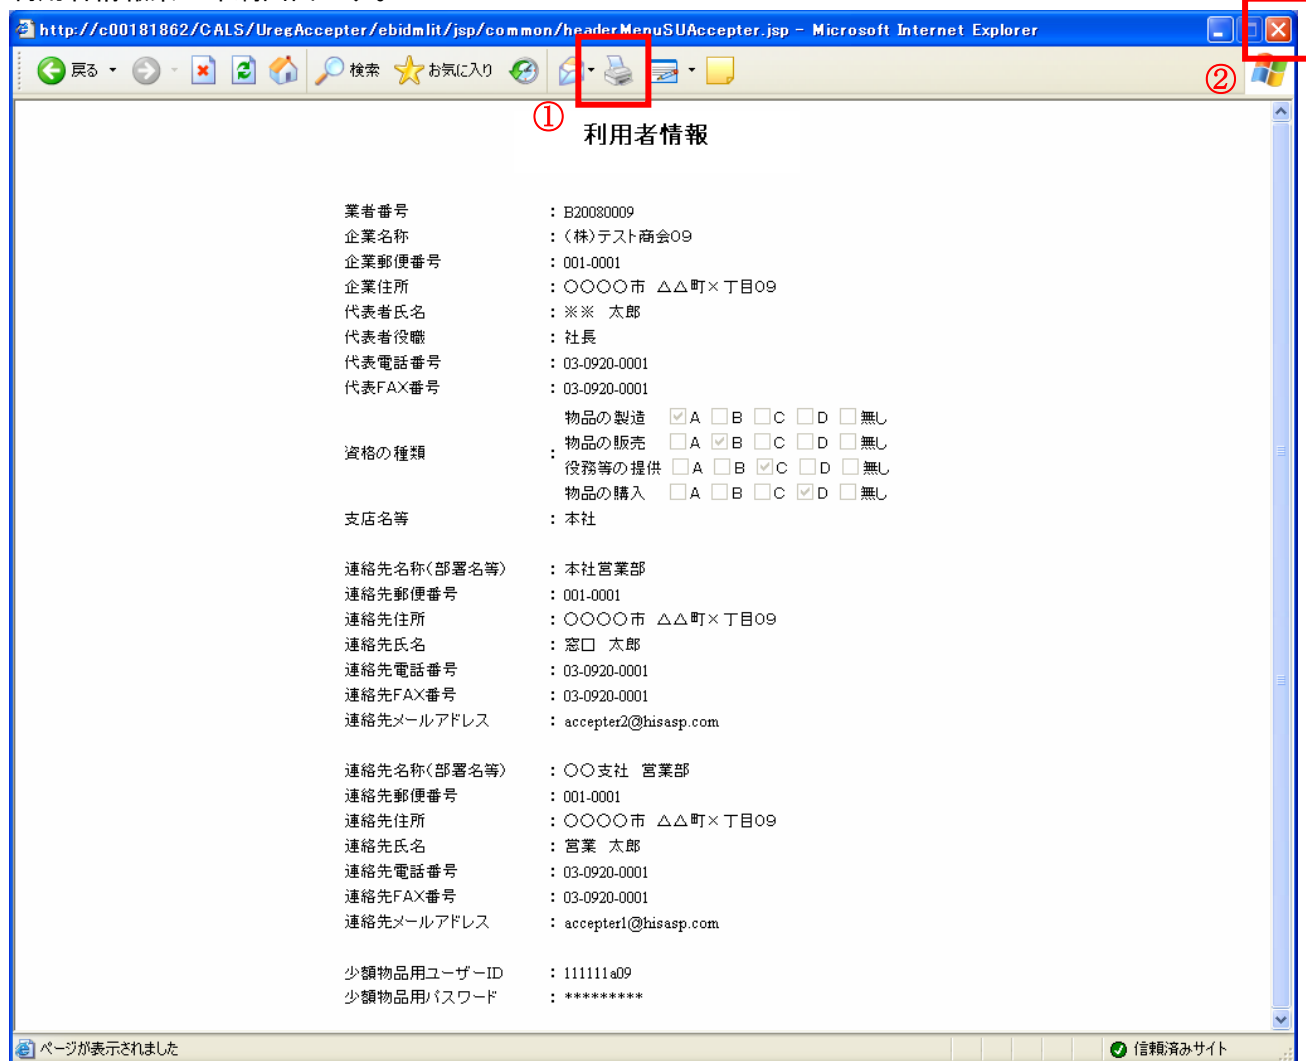 http://c00181862/CALS/UregAccepter/ebidmlit/jsp/common/headerMenuSUAccepter.jsp - Microsoft Internet Explorer
戻る 検索 お気に入り
① ②
利用者情報
業者番号 : B20080009
企業名称 : (株)テスト商会09
企業郵便番号 : 001-0001
企業住所 : ○○○○市 △△町×丁目09
代表者氏名 : ※※ 太郎
代表者役職 : 社長
代表電話番号 : 03-0920-0001
代表FAX番号 : 03-0920-0001
資格の種類 :
物品の製造 A B C D 無し
物品の販売 A B C D 無し
役務等の提供 A B C D 無し
物品の購入 A B C D 無し
支店名等 : 本社
連絡先名称(部署名等) : 本社営業部
連絡先郵便番号 : 001-0001
連絡先住所 : ○○○○市 △△町×丁目09
連絡先氏名 : 窓口 太郎
連絡先電話番号 : 03-0920-0001
連絡先FAX番号 : 03-0920-0001
連絡先メールアドレス : accepter2@hisasp.com
連絡先名称(部署名等) : ○○支社 営業部
連絡先郵便番号 : 001-0001
連絡先住所 : ○○○○市 △△町×丁目09
連絡先氏名 : 営業 太郎
連絡先電話番号 : 03-0920-0001
連絡先FAX番号 : 03-0920-0001
連絡先メールアドレス : accepter1@hisasp.com
少額物品用ユーザーID : 111111a09
少額物品用パスワード : *********
ページが表示されました 信頼済みサイト